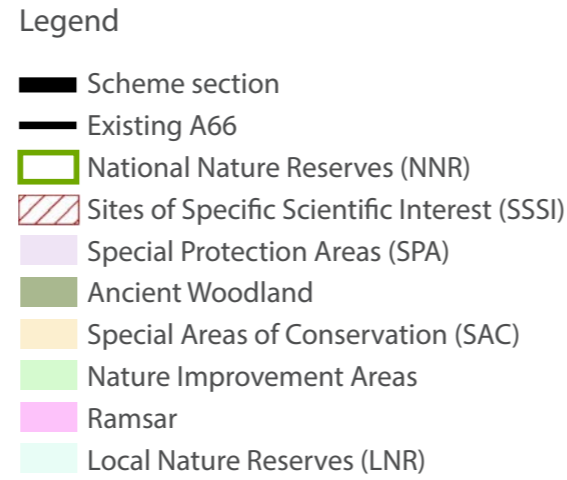 Legend
Scheme section
Existing A66
National Nature Reserves (NNR)
Sites of Specific Scientific Interest (SSSI)
Special Protection Areas (SPA)
Ancient Woodland
Special Areas of Conservation (SAC)
Nature Improvement Areas
Ramsar
Local Nature Reserves (LNR)